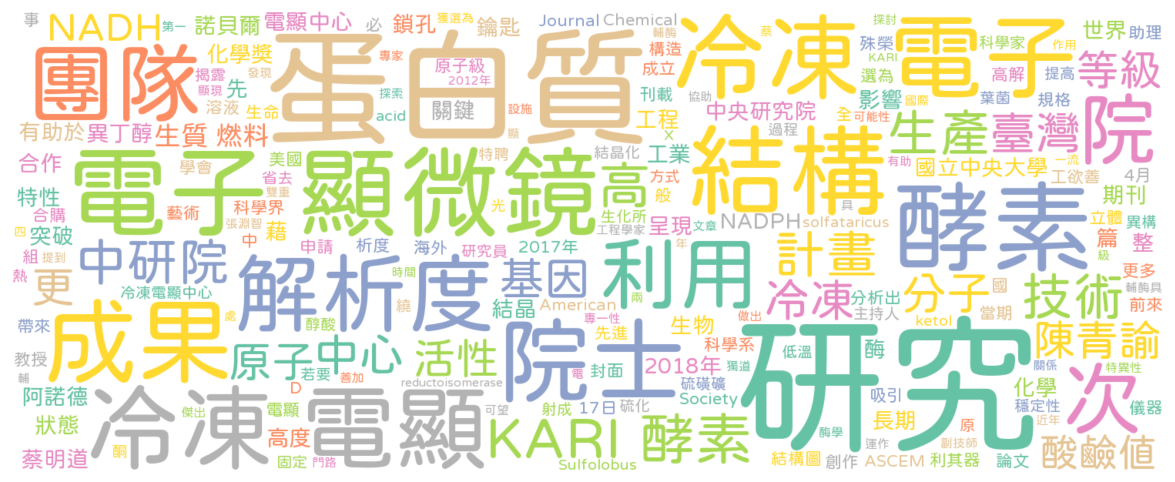 事 NADH 第一 諾貝爾 電顯中心 必 鎖孔 鑰匙 Journal Chemical 蔡 殊榮 探討 世界 助理
獲選為 輔酶 科學家 作用
團隊 化學獎 專家 構造 KARI 等級
揭露 發現 蛋白質 原子級 成立 冷凍電子 選為 高解 提高
顯現 先 探索 2012年 刊載 協助 影響 國際 葉菌 規格 院
溶液 生命 acid 關鍵 設施 工程 中央研究院 全 可能性
有助於 異丁醇 生質 燃料 顯 X 過程 生產 臺灣
合作 學會 美國 特聘 結晶化 工業 結構 有助 國立中央大學 一流 工欲善 4月
電子 顯微鏡 省去 高 方式 般 酵素 期刊
特性 雙重 生化所 具 立體 異構
合購 藝術 科學界 光 呈現 NADPH solfataricus
四 突破 張淵智 藉 工程學家 文章 篇 整
組 提到 中研院 中 申請 析度 海外 研究員 2017年 年 計畫 級
熱 更 解析度 基因 利用 分子 國 技術 更多 輔酶具
冷凍電顯中心 時間 結晶 American 冷凍 分析出 前來
帶來 成果 處 繞 兩 主持人 當期
醇酸 專一性 先進 生物 做出 ketol 陳青諭
教授 原子 中心 活性 院士 科學系 研究 低溫 酶 次
輔 若要 電 封面 2018年 獨道 關係 特異性
阿諾德 D 善加 reductoisomerase 硫磺礦 吸引 化學
傑出 電顯 冷凍電顯 可望 射成 17日 硫化 Society 長期 穩定性 儀器
狀態 KARI 酵素 原 近年
高度 酶學 運作 副技師
蔡明道 酮 固定 門路 Sulfolobus 結構圖 創作 ASCEM 利其器 論文 酸鹼值